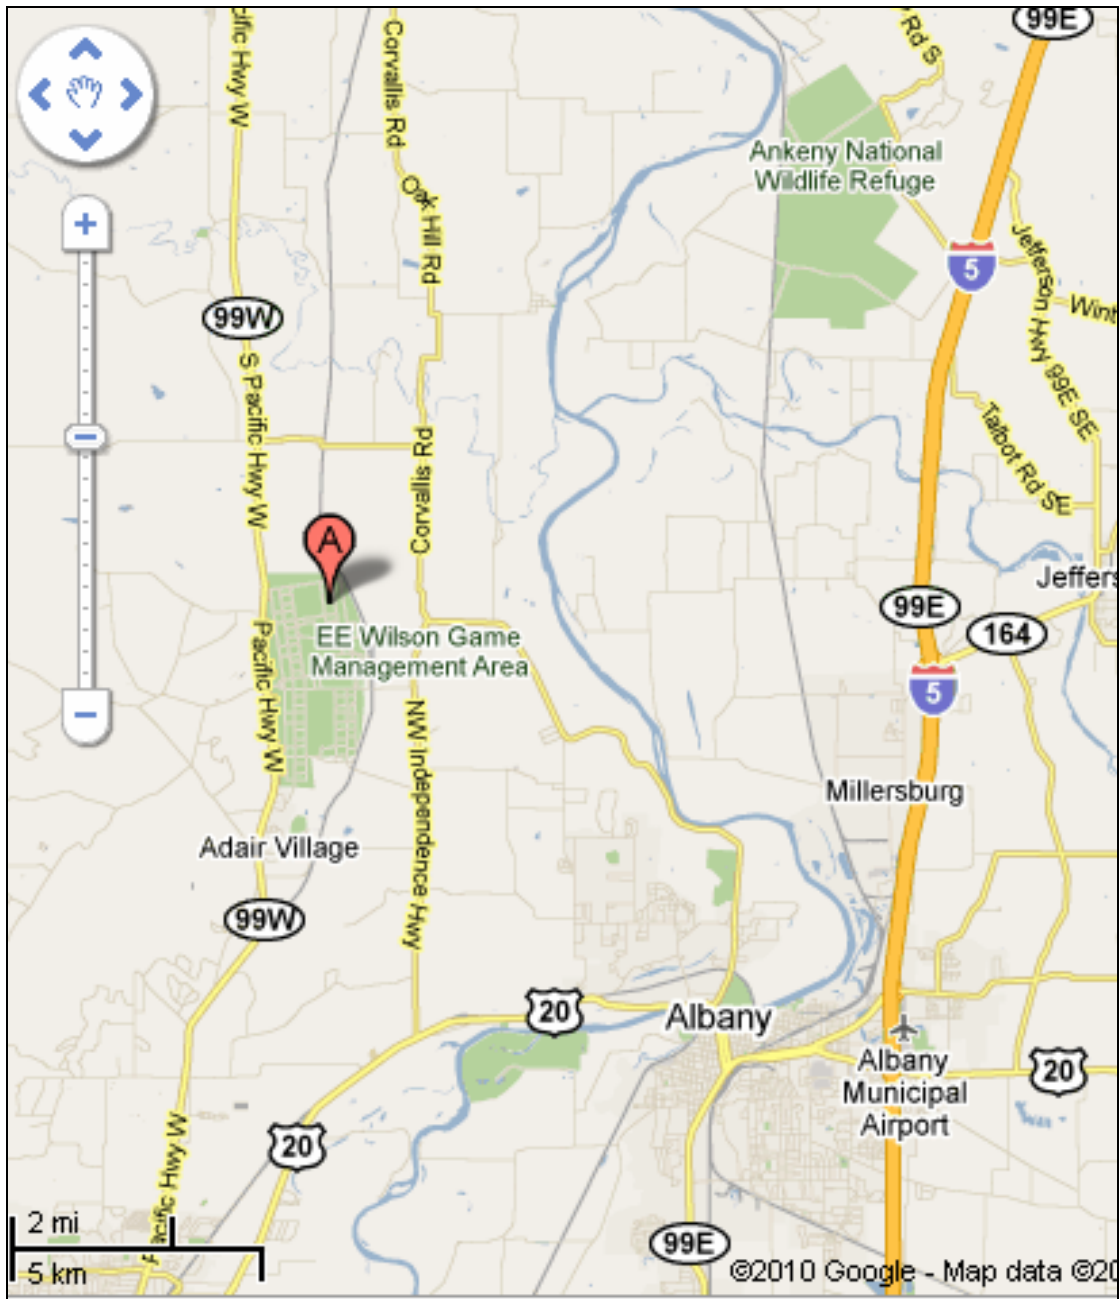 99E
cific Hwy W
Corvallis Rd
Rd S
Ankeny National
Wildlife Refuge
Oak Hill Rd
5
Jefferson Hwy 99E SE
Wint
99W
S Pacific Hwy W
Corvallis Rd
Talbot Rd SE
A
Jeffers
99E
164
EE Wilson Game
Management Area
Pacific Hwy W
5
NW Independence Hwy
Millersburg
Adair Village
99W
20
Albany
Albany
Municipal
Airport
20
20
Pacific Hwy W
2 mi
5 km
99E
©2010 Google - Map data ©20